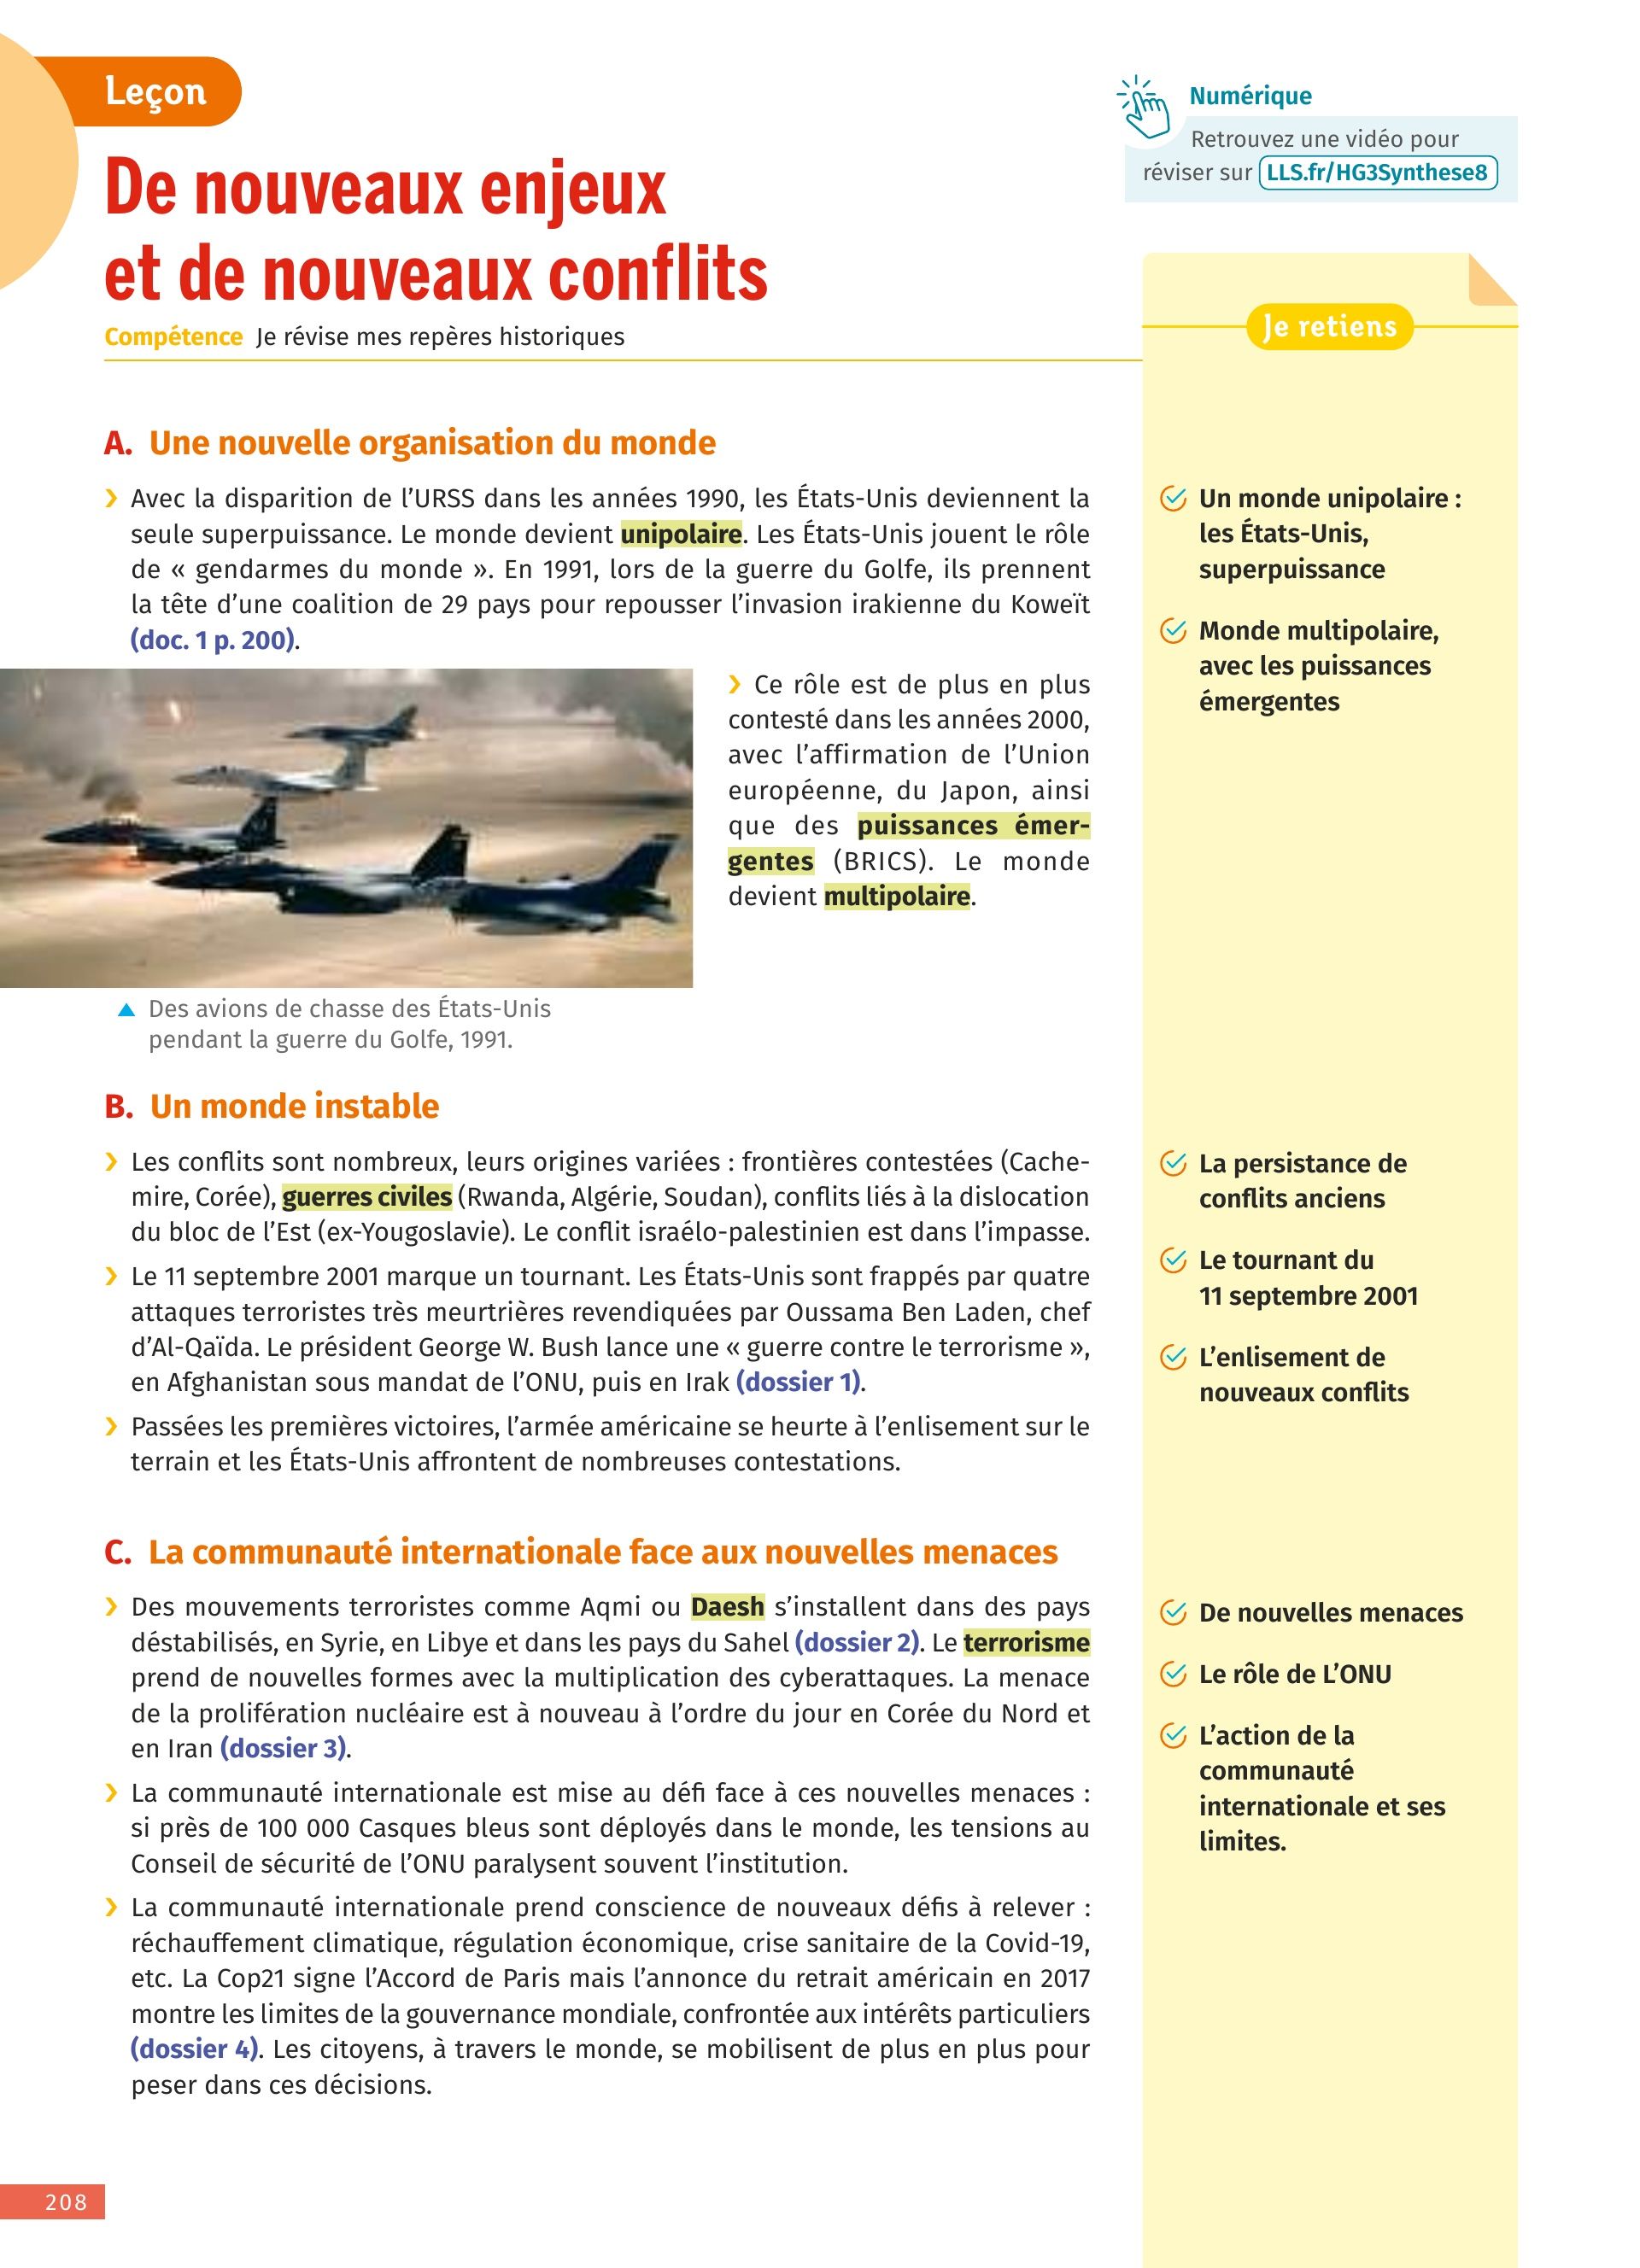 Leçon
De nouveaux enjeux
et de nouveaux conflits
Compétence Je révise mes repères historiques
Numérique
Retrouvez une vidéo pour
réviser sur LLS.fr/HG3Synthese8
A. Une nouvelle organisation du monde
› Avec la disparition de l’URSS dans les années 1990, les États-Unis deviennent la
seule superpuissance. Le monde devient unipolaire. Les États-Unis jouent le rôle
de « gendarmes du monde ». En 1991, lors de la guerre du Golfe, ils prennent
la tête d’une coalition de 29 pays pour repousser l’invasion irakienne du Koweït
(doc. 1 p. 200).
› Ce rôle est de plus en plus
contesté dans les années 2000,
avec l’affirmation de l’Union
européenne, du Japon, ainsi
que des puissances émer-
gentes (BRICS). Le monde
devient multipolaire.
▲ Des avions de chasse des États-Unis
pendant la guerre du Golfe, 1991.
B. Un monde instable
› Les conflits sont nombreux, leurs origines variées : frontières contestées (Cache-
mire, Corée), guerres civiles (Rwanda, Algérie, Soudan), conflits liés à la dislocation
du bloc de l’Est (ex-Yougoslavie). Le conflit israélo-palestinien est dans l’impasse.
› Le 11 septembre 2001 marque un tournant. Les États-Unis sont frappés par quatre
attaques terroristes très meurtrières revendiquées par Oussama Ben Laden, chef
d’Al-Qaïda. Le président George W. Bush lance une « guerre contre le terrorisme »,
en Afghanistan sous mandat de l’ONU, puis en Irak (dossier 1).
› Passées les premières victoires, l’armée américaine se heurte à l’enlisement sur le
terrain et les États-Unis affrontent de nombreuses contestations.
C. La communauté internationale face aux nouvelles menaces
› Des mouvements terroristes comme Aqmi ou Daesh s’installent dans des pays
déstabilisés, en Syrie, en Libye et dans les pays du Sahel (dossier 2). Le terrorisme
prend de nouvelles formes avec la multiplication des cyberattaques. La menace
de la prolifération nucléaire est à nouveau à l’ordre du jour en Corée du Nord et
en Iran (dossier 3).
› La communauté internationale est mise au défi face à ces nouvelles menaces :
si près de 100 000 Casques bleus sont déployés dans le monde, les tensions au
Conseil de sécurité de l’ONU paralysent souvent l’institution.
› La communauté internationale prend conscience de nouveaux défis à relever :
réchauffement climatique, régulation économique, crise sanitaire de la Covid-19,
etc. La Cop21 signe l’Accord de Paris mais l’annonce du retrait américain en 2017
montre les limites de la gouvernance mondiale, confrontée aux intérêts particuliers
(dossier 4). Les citoyens, à travers le monde, se mobilisent de plus en plus pour
peser dans ces décisions.
Je retiens
Un monde unipolaire :
les États-Unis,
superpuissance
Monde multipolaire,
avec les puissances
émergentes
La persistance de
conflits anciens
Le tournant du
11 septembre 2001
L’enlisement de
nouveaux conflits
De nouvelles menaces
Le rôle de L’ONU
L’action de la
communauté
internationale et ses
limites.
208